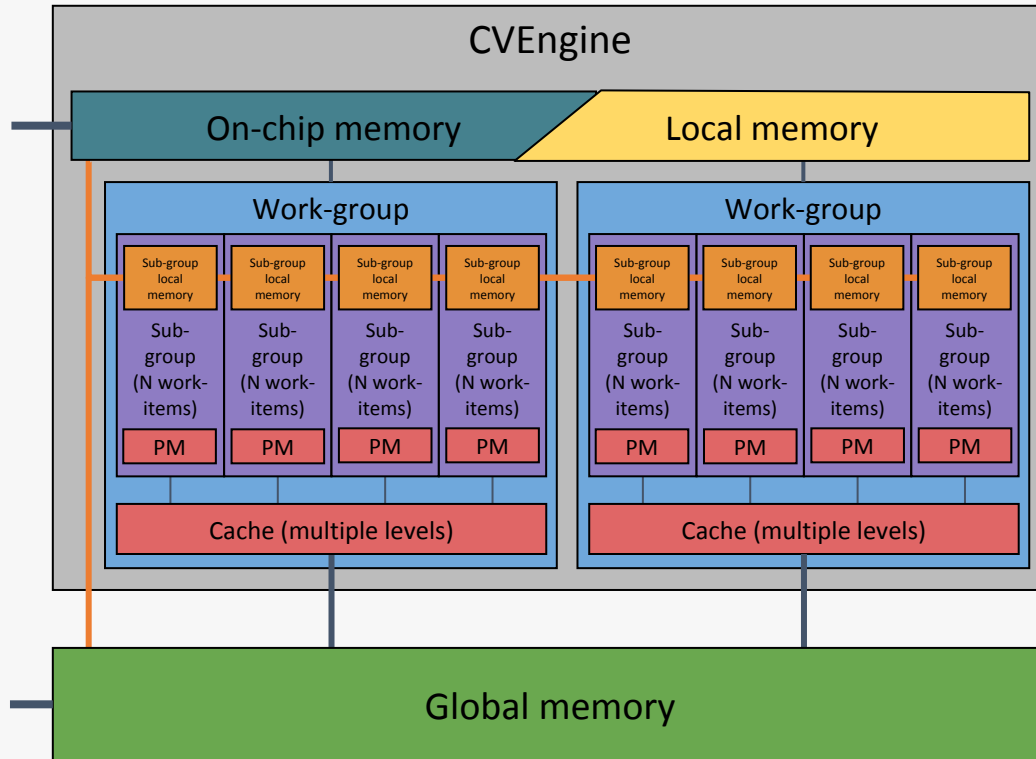 CVEngine
On-chip memory
Local memory
Work-group
Sub-group
local
memory
Sub-
group
(N work-
items)
PM
Sub-group
local
memory
Sub-
group
(N work-
items)
PM
Sub-group
local
memory
Sub-
group
(N work-
items)
PM
Sub-group
local
memory
Sub-
group
(N work-
items)
PM
Cache (multiple levels)
Work-group
Sub-group
local
memory
Sub-
group
(N work-
items)
PM
Sub-group
local
memory
Sub-
group
(N work-
items)
PM
Sub-group
local
memory
Sub-
group
(N work-
items)
PM
Sub-group
local
memory
Sub-
group
(N work-
items)
PM
Cache (multiple levels)
Global memory